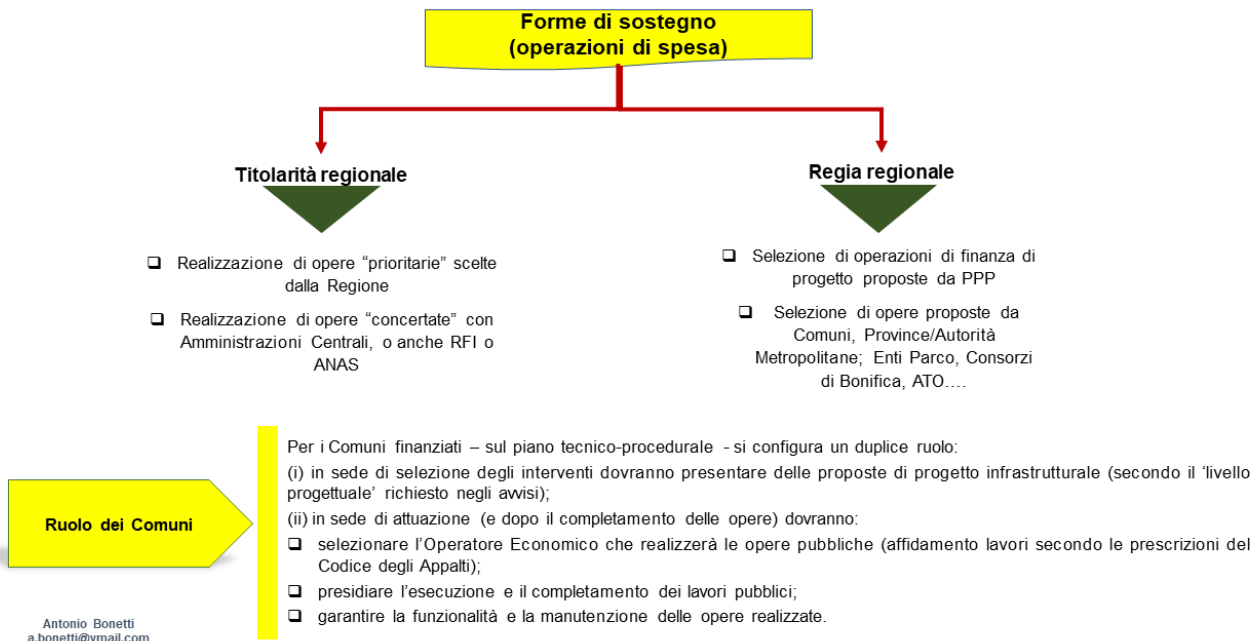 Forme di sostegno
(operazioni di spesa)
Titolarità regionale
❑ Realizzazione di opere “prioritarie” scelte
dalla Regione
❑ Realizzazione di opere “concertate” con
Amministrazioni Centrali, o anche RFI o
ANAS
Regia regionale
❑ Selezione di operazioni di finanza di
progetto proposte da PPP
❑ Selezione di opere proposte da
Comuni, Province/Autorità
Metropolitane; Enti Parco, Consorzi
di Bonifica, ATO….
Ruolo dei Comuni
Per i Comuni finanziati – sul piano tecnico-procedurale - si configura un duplice ruolo:
(i) in sede di selezione degli interventi dovranno presentare delle proposte di progetto infrastrutturale (secondo il ‘livello
progettuale’ richiesto negli avvisi);
(ii) in sede di attuazione (e dopo il completamento delle opere) dovranno:
❑ selezionare l’Operatore Economico che realizzerà le opere pubbliche (affidamento lavori secondo le prescrizioni del
Codice degli Appalti);
❑ presidiare l’esecuzione e il completamento dei lavori pubblici;
❑ garantire la funzionalità e la manutenzione delle opere realizzate.
Antonio Bonetti
a.bonetti@ymail.com